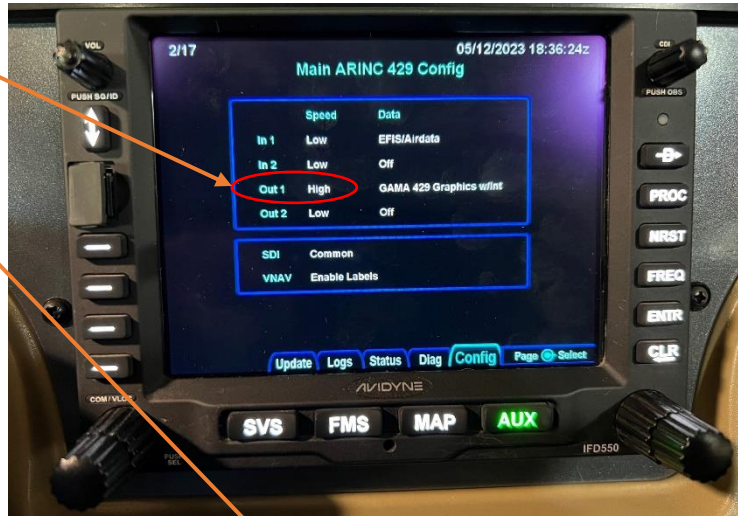 VOL
2/17 05/12/2023 18:36:24z
CDI
Main ARINC 429 Config
PUSH SQ/ID
PUSH OBS
Speed Data
In 1 Low EFIS/Airdata
In 2 Low Off
Out 1 High GAMA 429 Graphics w/Int
Out 2 Low Off
SDI Common
VNAV Enable Labels
D
PROC
NRST
FREQ
ENTR
CLR
Update Logs Status Diag Config Page Select
AVIDYNE
COM/VLOC
SVS FMS MAP AUX
PUSH
SEL
IFD550